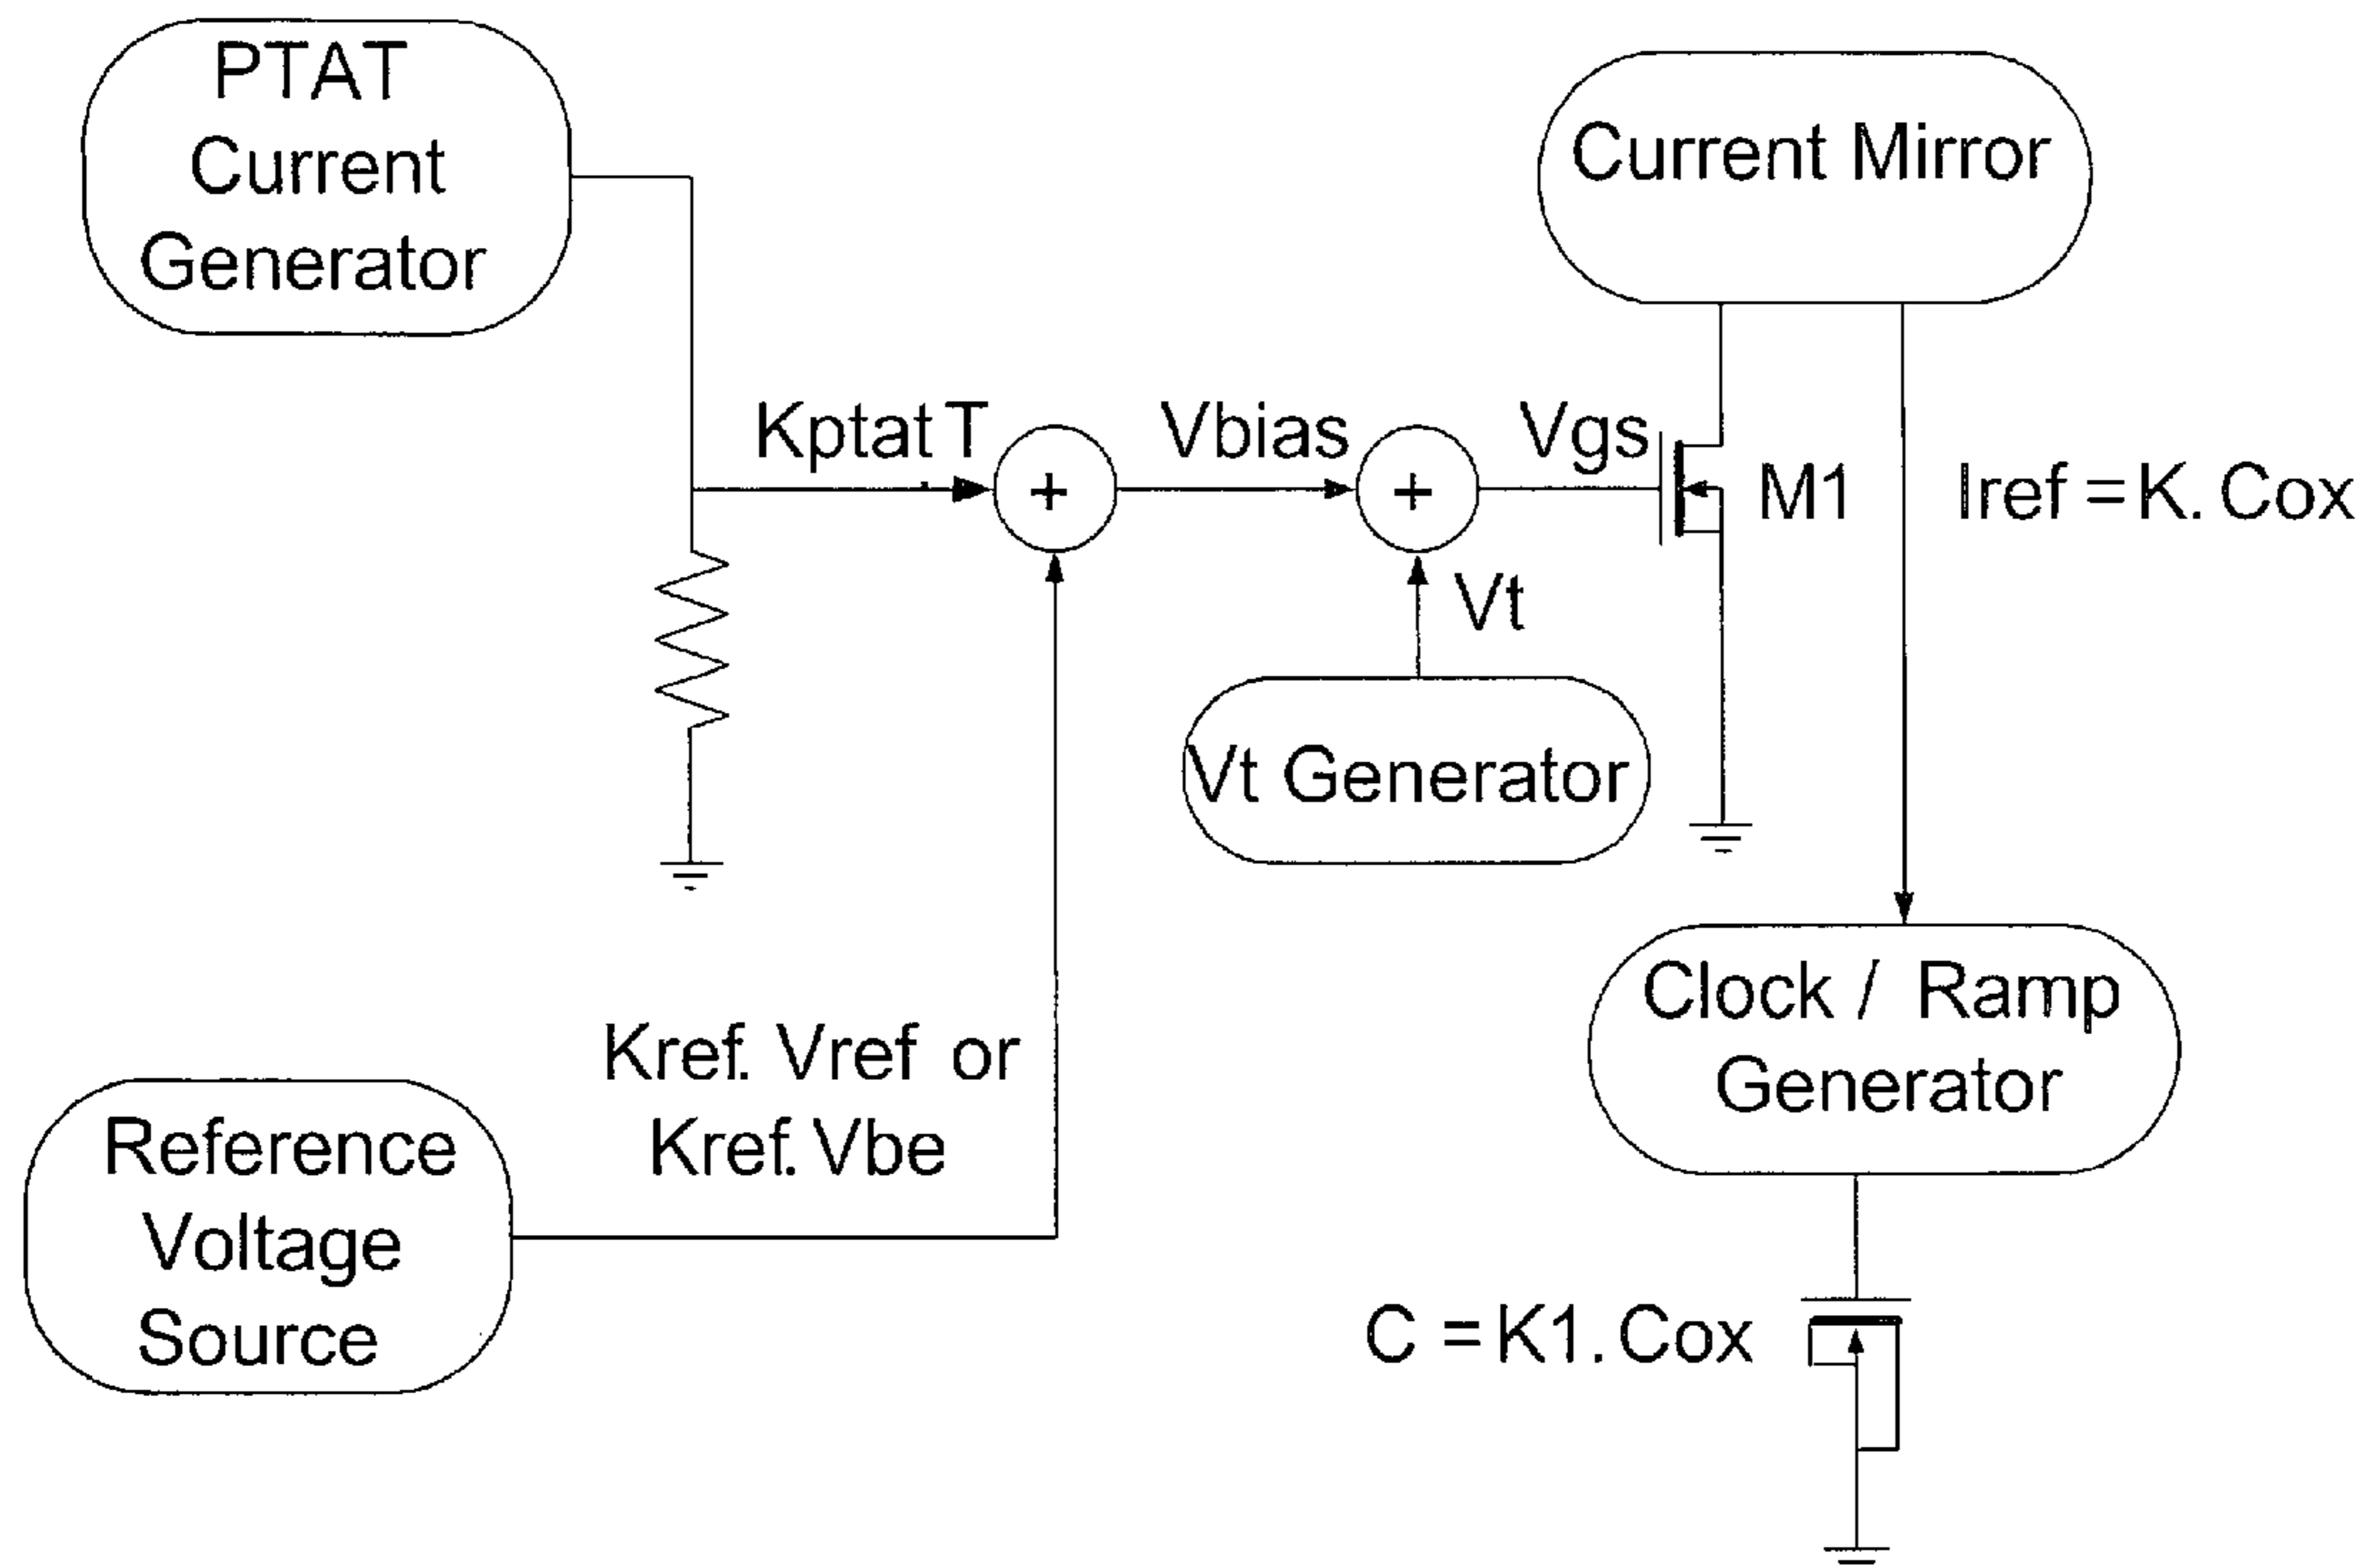 PTAT
Current
Generator
Current Mirror
Kptat T
+
Vbias
+
Vgs
M1
Iref = K. Cox
Vt
Vt Generator
Kref. Vref or
Kref. Vbe
Reference
Voltage
Source
Clock / Ramp
Generator
C = K1. Cox